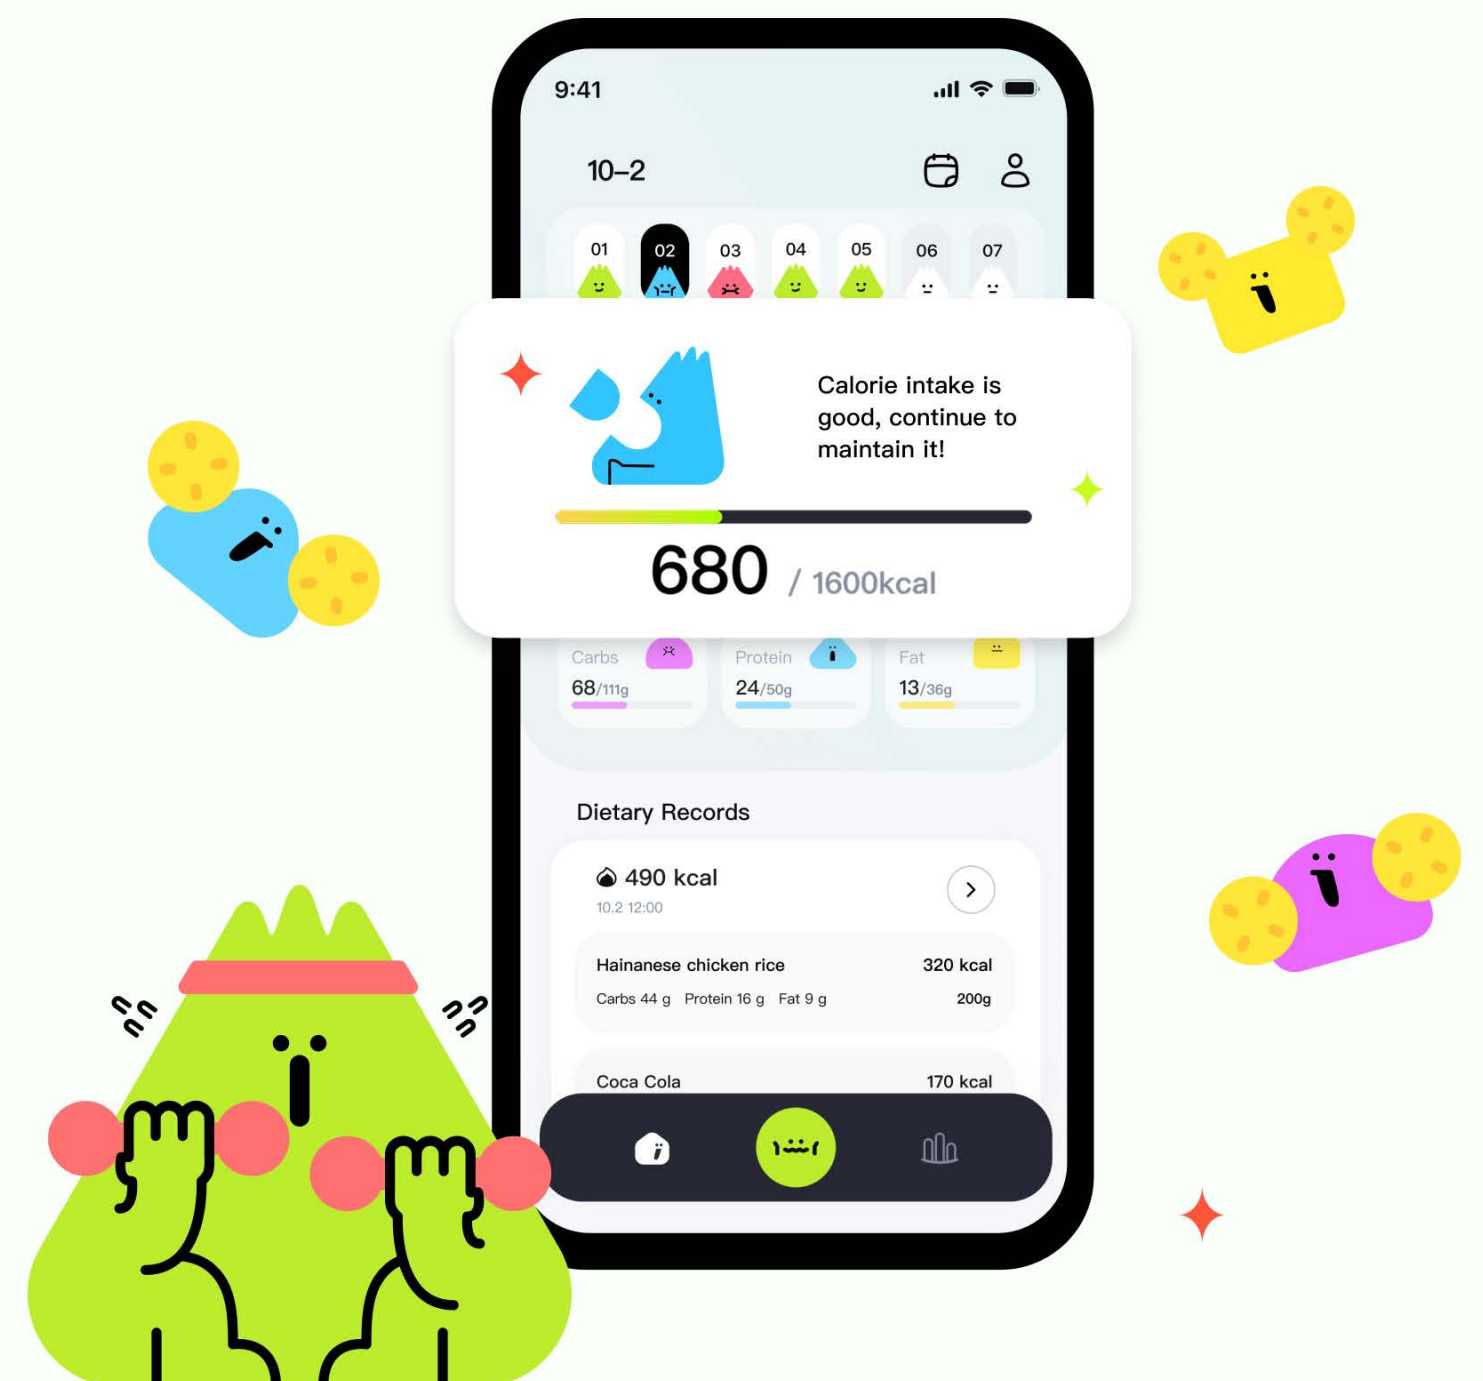 9:41
10–2
01 02 03 04 05 06 07
Calorie intake is
good, continue to
maintain it!
680 / 1600kcal
Carbs Protein Fat
68/111g 24/50g 13/36g
Dietary Records
490 kcal
10.2 12:00
Hainanese chicken rice 320 kcal
Carbs 44 g Protein 16 g Fat 9 g 200g
Coca Cola 170 kcal